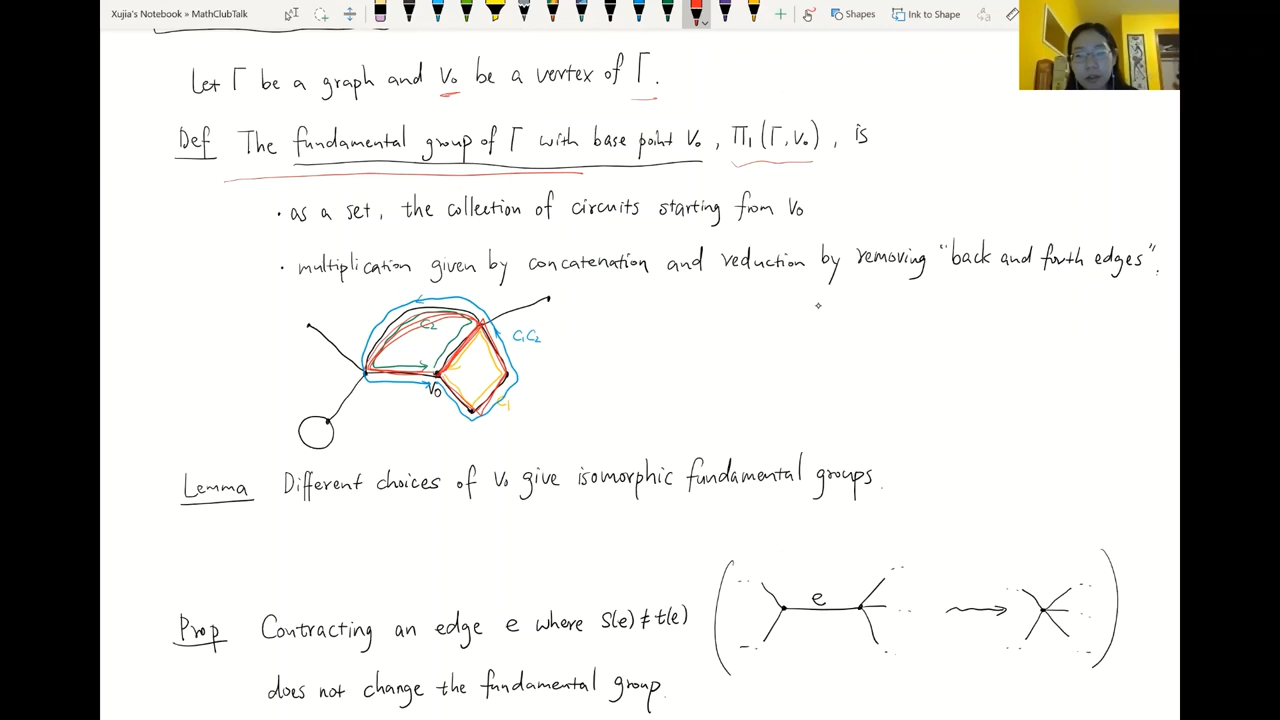 Xujia's Notebook » MathClubTalk
Shapes
Ink to Shape
Let Γ be a graph and v₀ be a vertex of Γ.
Def The fundamental group of Γ with base point v₀, π₁(Γ, v₀), is
· as a set, the collection of circuits starting from v₀
· multiplication given by concatenation and reduction by removing "back and forth edges".
C₂
C₁C₂
v₀
C₁
Lemma Different choices of v₀ give isomorphic fundamental groups.
e
Prop Contracting an edge e where s(e) ≠ t(e)
does not change the fundamental group.